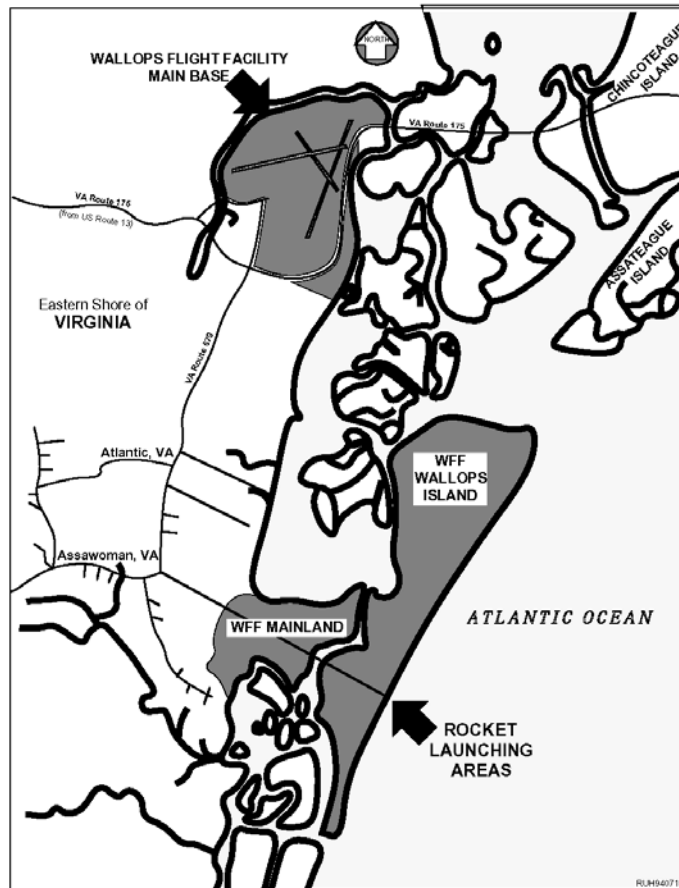 WALLOPS FLIGHT FACILITY
MAIN BASE
NORTH
CHINCOTEAGUE
ISLAND
VA Route 175
VA Route 175
(from US Route 13)
ASSATEAGUE
ISLAND
Eastern Shore of
VIRGINIA
VA Route 679
Atlantic, VA
WFF
WALLOPS
ISLAND
Assawoman, VA
WFF MAINLAND
ATLANTIC OCEAN
ROCKET
LAUNCHING
AREAS
RUH94071